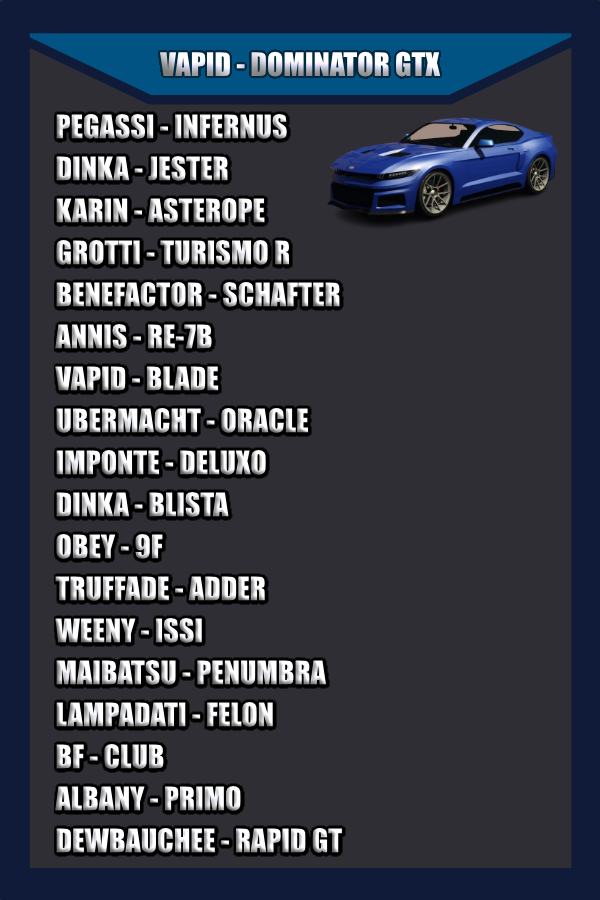 VAPID - DOMINATOR GTX
PEGASSI - INFERNUS
DINKA - JESTER
KARIN - ASTEROPE
GROTTI - TURISMO R
BENEFACTOR - SCHAFTER
ANNIS - RE-7B
VAPID - BLADE
UBERMACHT - ORACLE
IMPONTE - DELUXO
DINKA - BLISTA
OBEY - 9F
TRUFFADE - ADDER
WEENY - ISSI
MAIBATSU - PENUMBRA
LAMPADATI - FELON
BF - CLUB
ALBANY - PRIMO
DEWBAUCHEE - RAPID GT